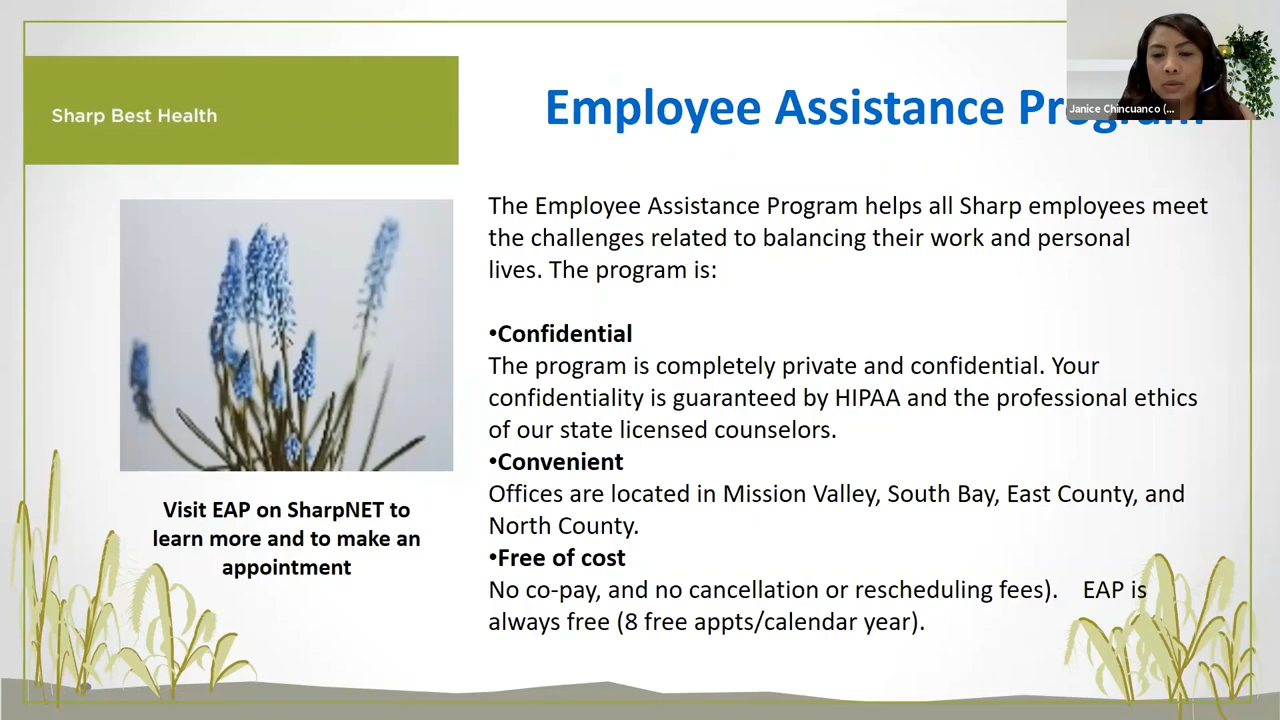 Sharp Best Health
Employee Assistance Program
Janice Chincuanco (...
The Employee Assistance Program helps all Sharp employees meet
the challenges related to balancing their work and personal
lives. The program is:
•Confidential
The program is completely private and confidential. Your
confidentiality is guaranteed by HIPAA and the professional ethics
of our state licensed counselors.
•Convenient
Offices are located in Mission Valley, South Bay, East County, and
North County.
•Free of cost
No co-pay, and no cancellation or rescheduling fees). EAP is
always free (8 free appts/calendar year).
Visit EAP on SharpNET to
learn more and to make an
appointment